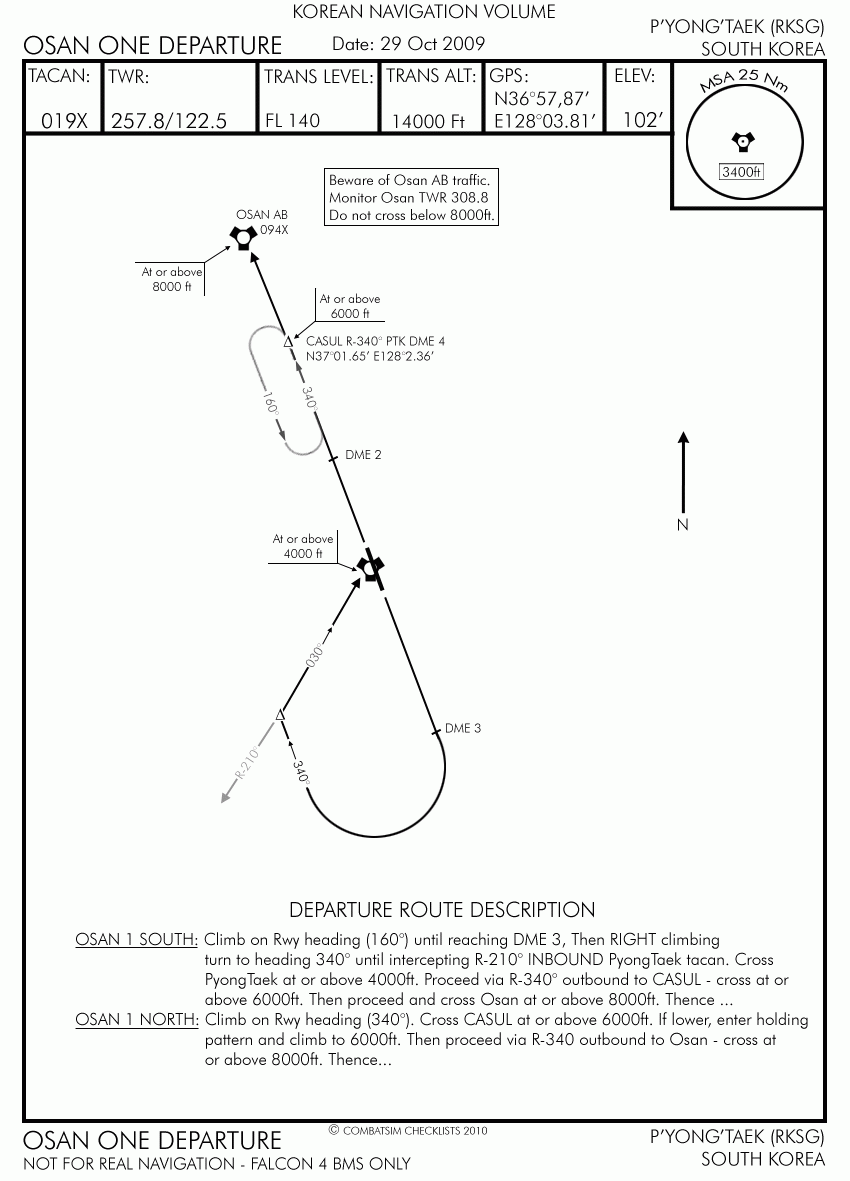 KOREAN NAVIGATION VOLUME
OSAN ONE DEPARTURE
Date: 29 Oct 2009
P'YONG'TAEK (RKSG)
SOUTH KOREA
TACAN:
019X
TWR:
257.8/122.5
TRANS LEVEL:
FL 140
TRANS ALT:
14000 Ft
GPS:
N36°57,87'
E128°03.81'
ELEV:
102'
MSA 25 Nm
3400ft
Beware of Osan AB traffic.
Monitor Osan TWR 308.8
Do not cross below 8000ft.
OSAN AB
094X
At or above
8000 ft
At or above
6000 ft
CASUL R-340° PTK DME 4
N37°01.65' E128°2.36'
160°
340°
DME 2
N
At or above
4000 ft
030°
DME 3
R-210°
340°
DEPARTURE ROUTE DESCRIPTION
OSAN 1 SOUTH: Climb on Rwy heading (160°) until reaching DME 3, Then RIGHT climbing
turn to heading 340° until intercepting R-210° INBOUND PyongTaek tacan. Cross
PyongTaek at or above 4000ft. Proceed via R-340° outbound to CASUL - cross at or
above 6000ft. Then proceed and cross Osan at or above 8000ft. Thence ...
OSAN 1 NORTH: Climb on Rwy heading (340°). Cross CASUL at or above 6000ft. If lower, enter holding
pattern and climb to 6000ft. Then proceed via R-340 outbound to Osan - cross at
or above 8000ft. Thence...
OSAN ONE DEPARTURE
NOT FOR REAL NAVIGATION - FALCON 4 BMS ONLY
© COMBATSIM CHECKLISTS 2010
P'YONG'TAEK (RKSG)
SOUTH KOREA